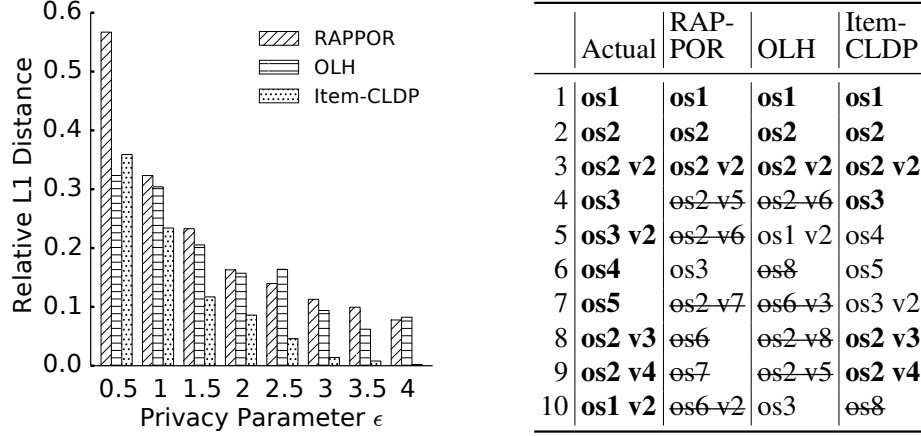 0.6
0.5
0.4
0.3
0.2
0.1
0.0
Relative L1 Distance
RAPPOR
OLH
Item-CLDP
0.5 1 1.5 2 2.5 3 3.5 4
Privacy Parameter ϵ
Actual RAP-POR OLH Item-CLDP
1 os1 os1 os1 os1
2 os2 os2 os2 os2
3 os2 v2 os2 v2 os2 v2 os2 v2
4 os3 os2 v5 os2 v6 os3
5 os3 v2 os2 v6 os1 v2 os4
6 os4 os3 os8 os5
7 os5 os2 v7 os6 v3 os3 v2
8 os2 v3 os6 os2 v8 os2 v3
9 os2 v4 os7 os2 v5 os2 v4
10 os1 v2 os6 v2 os3 os8